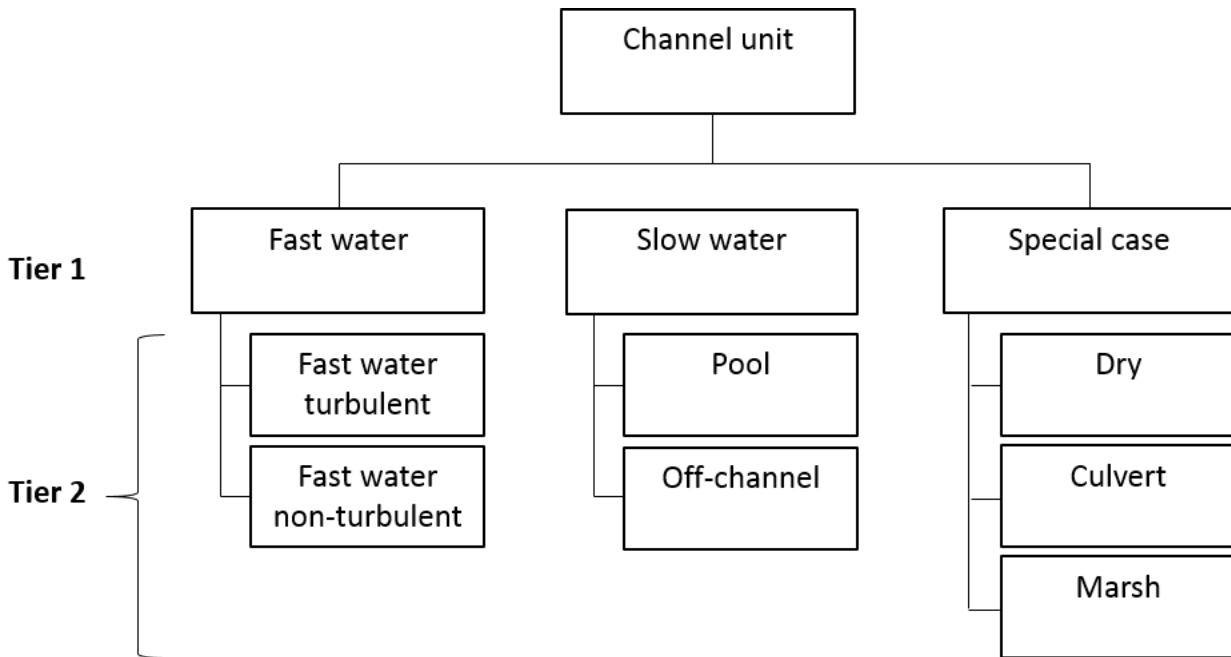 Channel unit
Tier 1
Fast water
Slow water
Special case
Tier 2
Fast water
turbulent
Fast water
non-turbulent
Pool
Off-channel
Dry
Culvert
Marsh